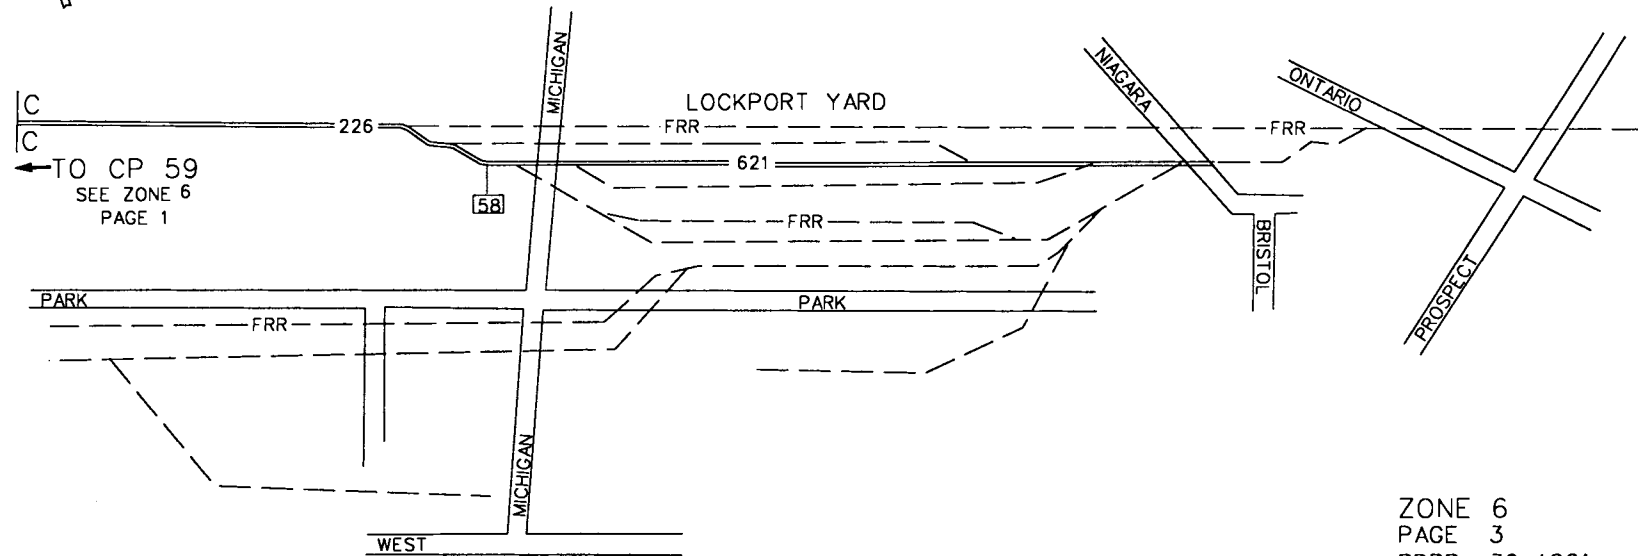 MICHIGAN
NIAGARA
ONTARIO
C
LOCKPORT YARD
226
FRR
FRR
C
TO CP 59
SEE ZONE 6
PAGE 1
621
58
FRR
BRISTOL
PROSPECT
PARK
PARK
FRR
MICHIGAN
WEST
ZONE 6
PAGE 3